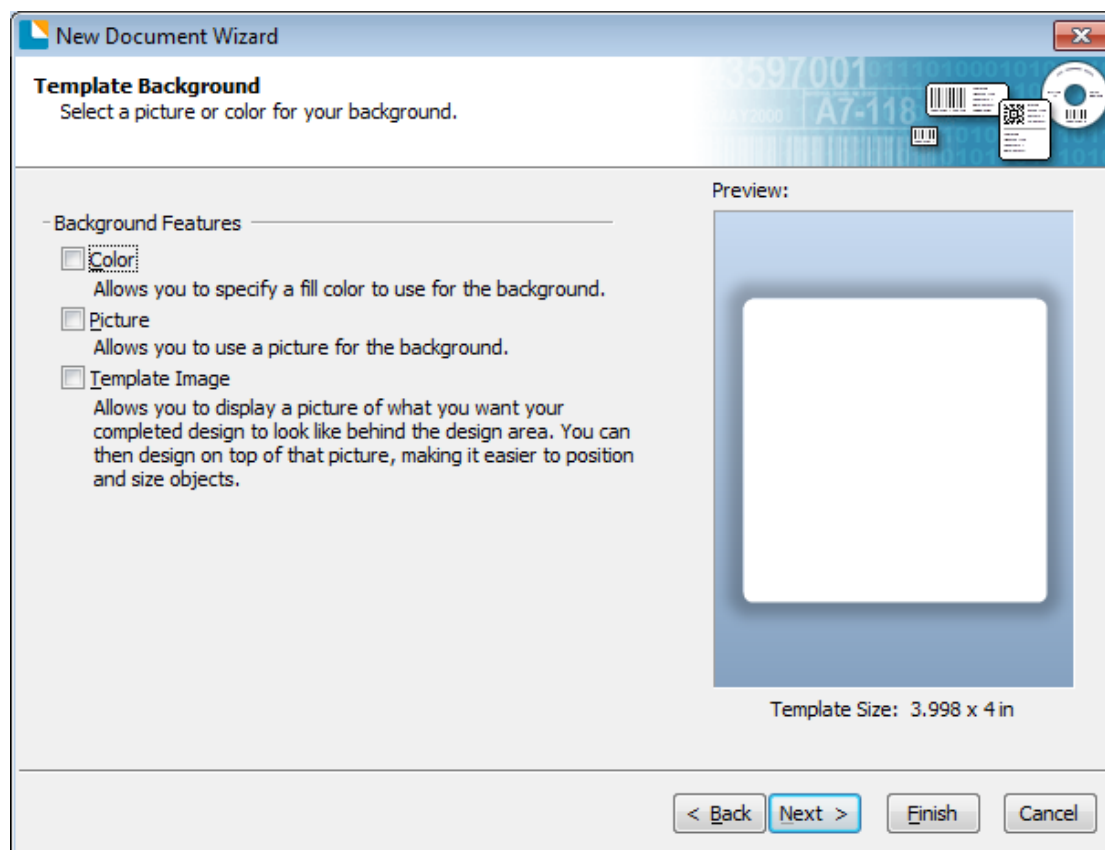 New Document Wizard
Template Background
Select a picture or color for your background.
3597001
A7-118
Background Features
Color
Allows you to specify a fill color to use for the background.
Picture
Allows you to use a picture for the background.
Template Image
Allows you to display a picture of what you want your
completed design to look like behind the design area. You can
then design on top of that picture, making it easier to position
and size objects.
Preview:
Template Size: 3.998 x 4 in
< Back
Next >
Finish
Cancel